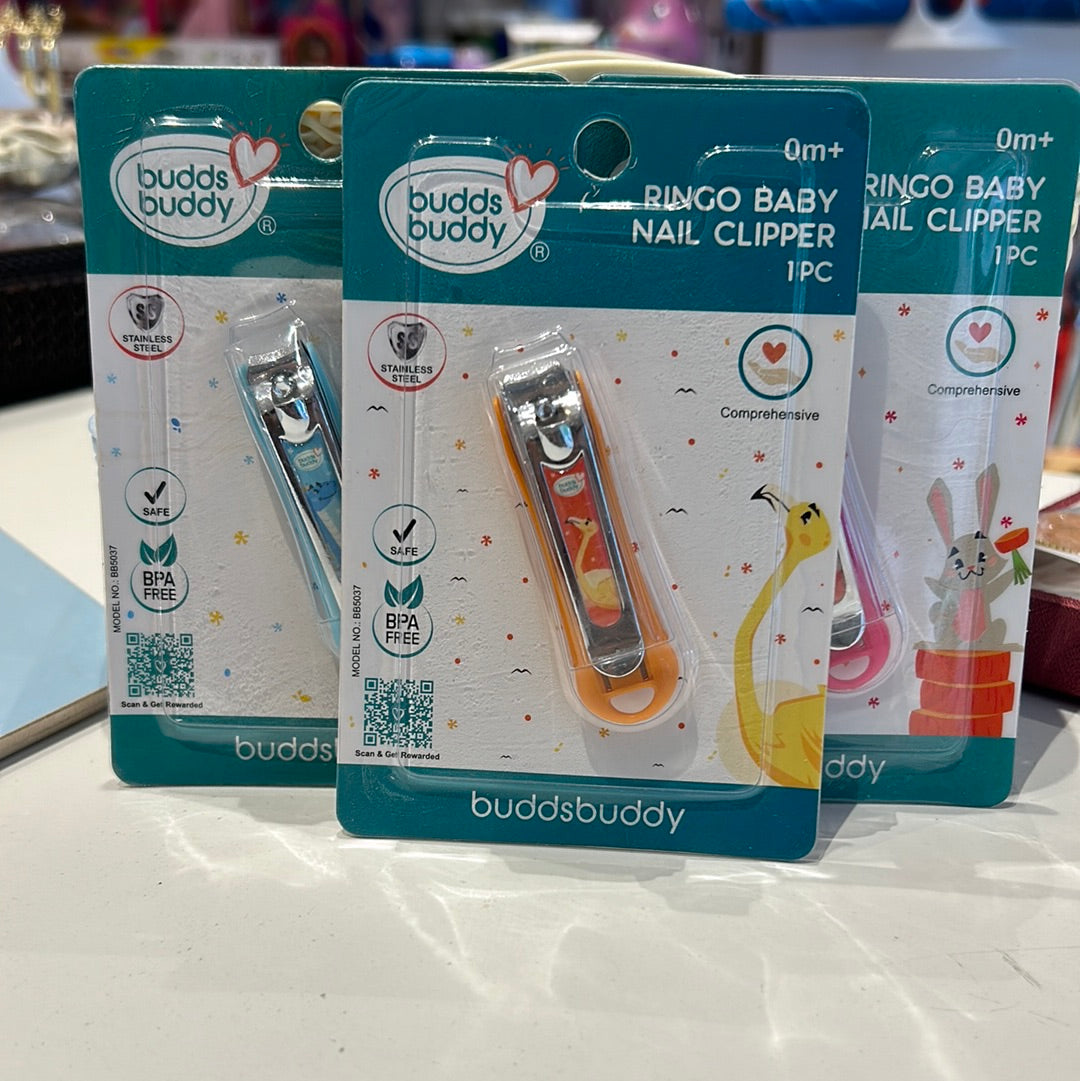 budds
buddy
®
STAINLESS
STEEL
SAFE
BPA
FREE
MODEL NO.: BB5037
Scan & Get Rewarded
budds
budds
buddy
®
0m+
RINGO BABY
NAIL CLIPPER
1PC
STAINLESS
STEEL
Comprehensive
budds
buddy
SAFE
BPA
FREE
MODEL NO.: BB5037
Scan & Get Rewarded
buddsbuddy
0m+
RINGO BABY
NAIL CLIPPER
1PC
Comprehensive
ddy